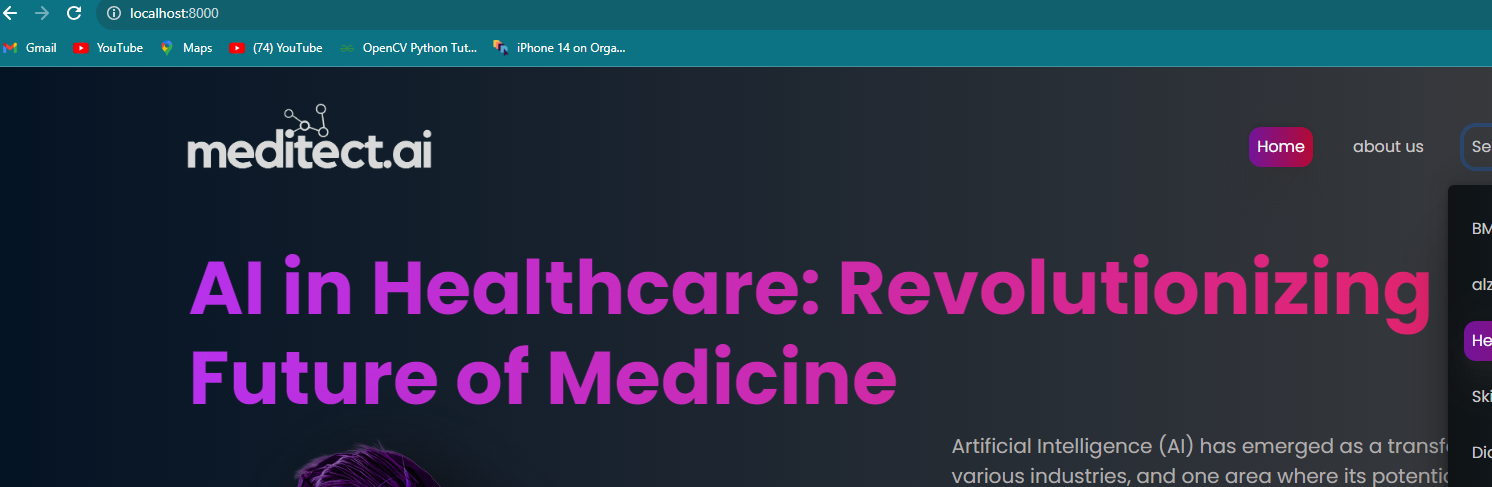 localhost:8000
Gmail YouTube Maps (74) YouTube OpenCV Python Tut... iPhone 14 on Orga...
meditect.ai
Home about us Se
BM
alz
He
AI in Healthcare: Revolutionizing
Future of Medicine
Ski
Artificial Intelligence (AI) has emerged as a transf
various industries, and one area where its potentic